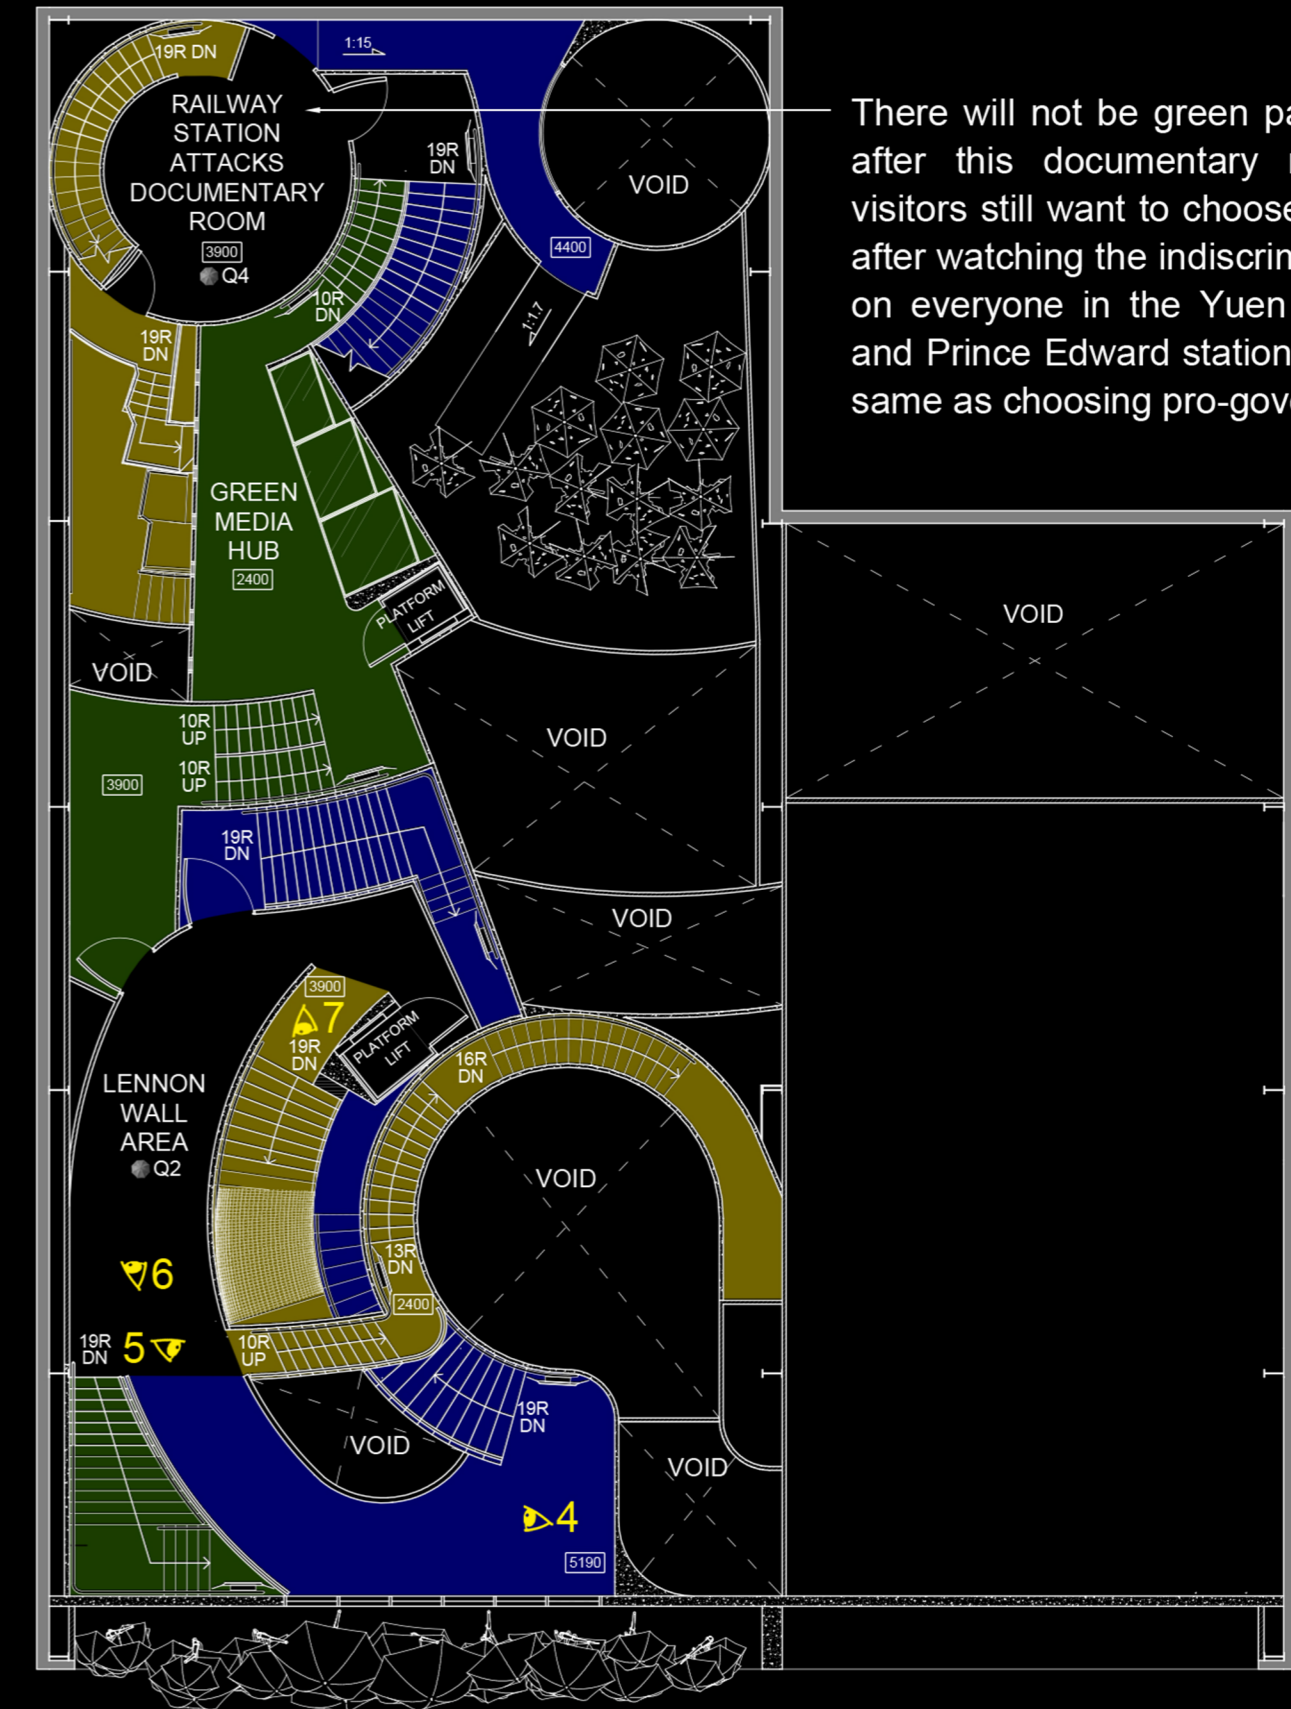 19R DN
1:15
RAILWAY
STATION
ATTACKS
DOCUMENTARY
ROOM
3900
Q4
19R
DN
VOID
There will not be green
after this documentary
visitors still want to choose
after watching the
on everyone in the Yuen
and Prince Edward station
same as choosing
4400
10R
DN
1:1.7
19R
DN
GREEN
MEDIA
HUB
2400
PLATFORM
LIFT
VOID
VOID
10R
UP
10R
UP
VOID
3900
19R
DN
VOID
3900
7
19R
DN
PLATFORM
LIFT
16R
DN
LENNON
WALL
AREA
Q2
VOID
6
13R
DN
2400
19R
DN
5
10R
UP
19R
DN
VOID
VOID
4
5190